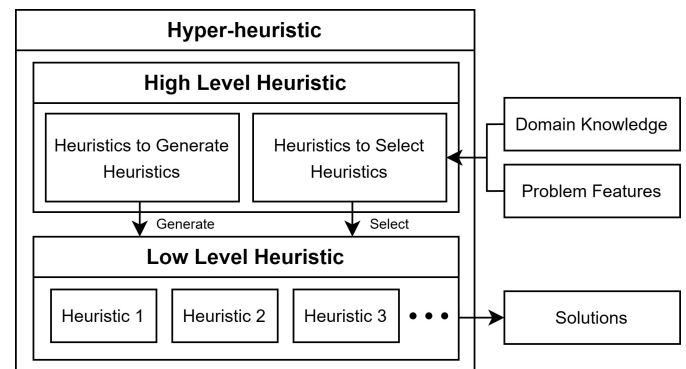 Hyper-heuristic
High Level Heuristic
Heuristics to Generate
Heuristics
Heuristics to Select
Heuristics
Domain Knowledge
Problem Features
Generate
Select
Low Level Heuristic
Heuristic 1
Heuristic 2
Heuristic 3
• • •
Solutions